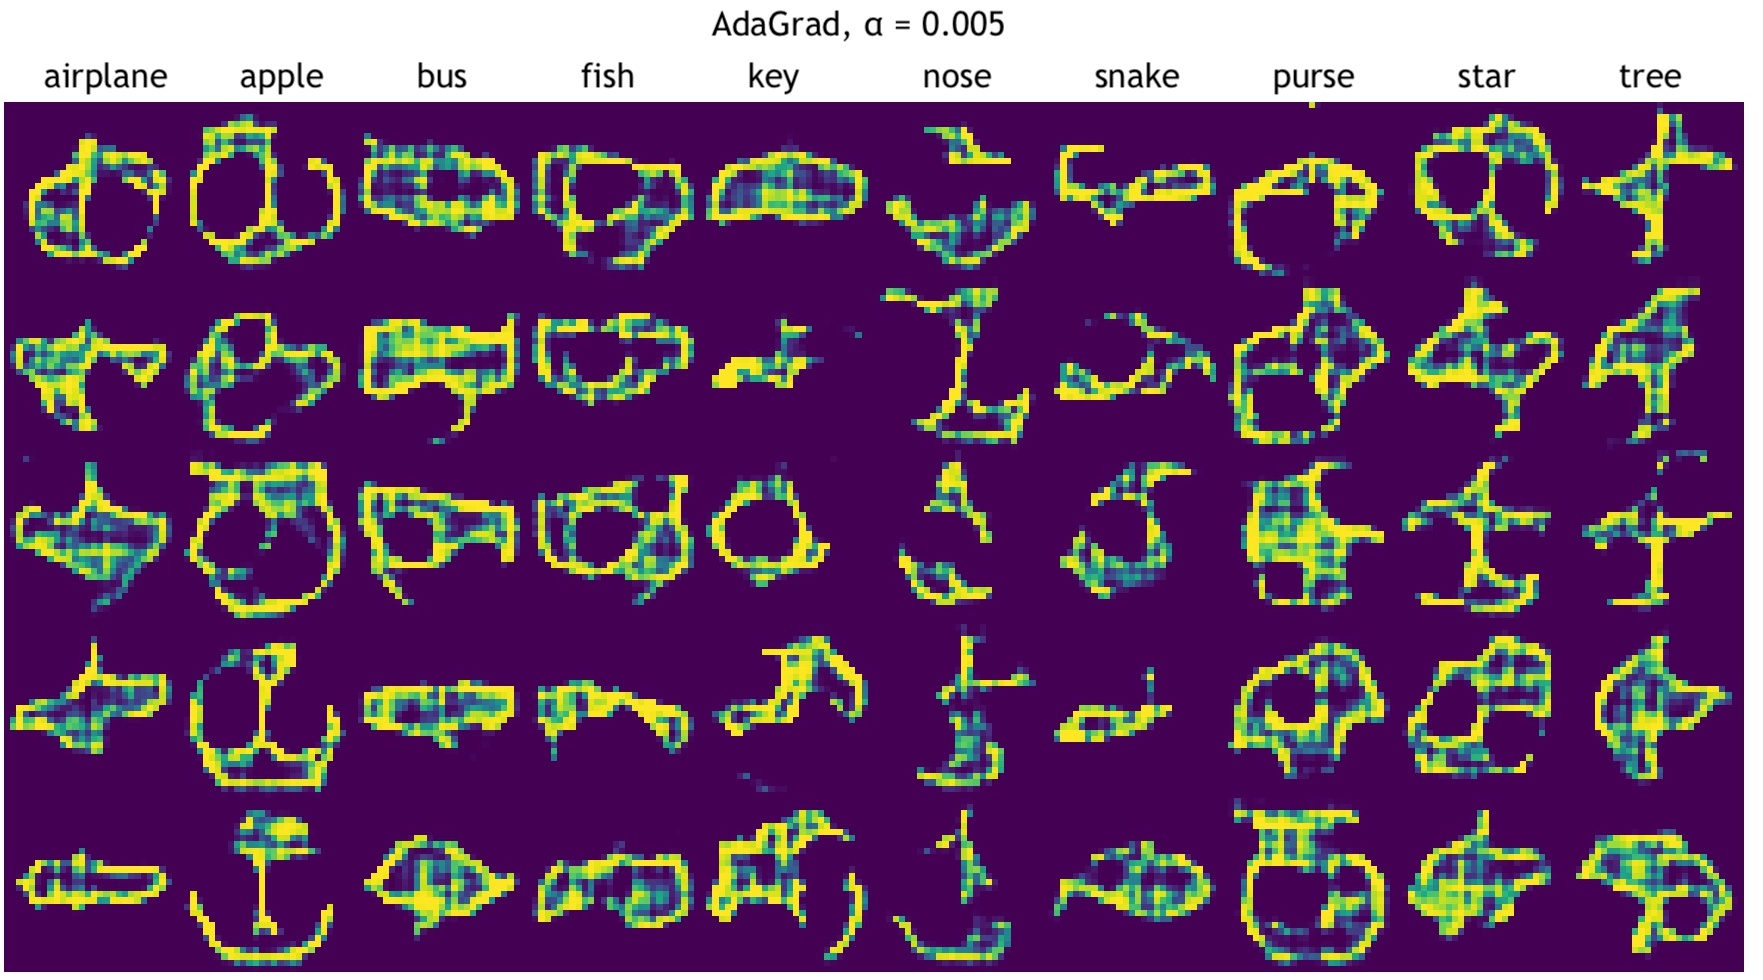 AdaGrad, α = 0.005
airplane apple bus fish key nose snake purse star tree